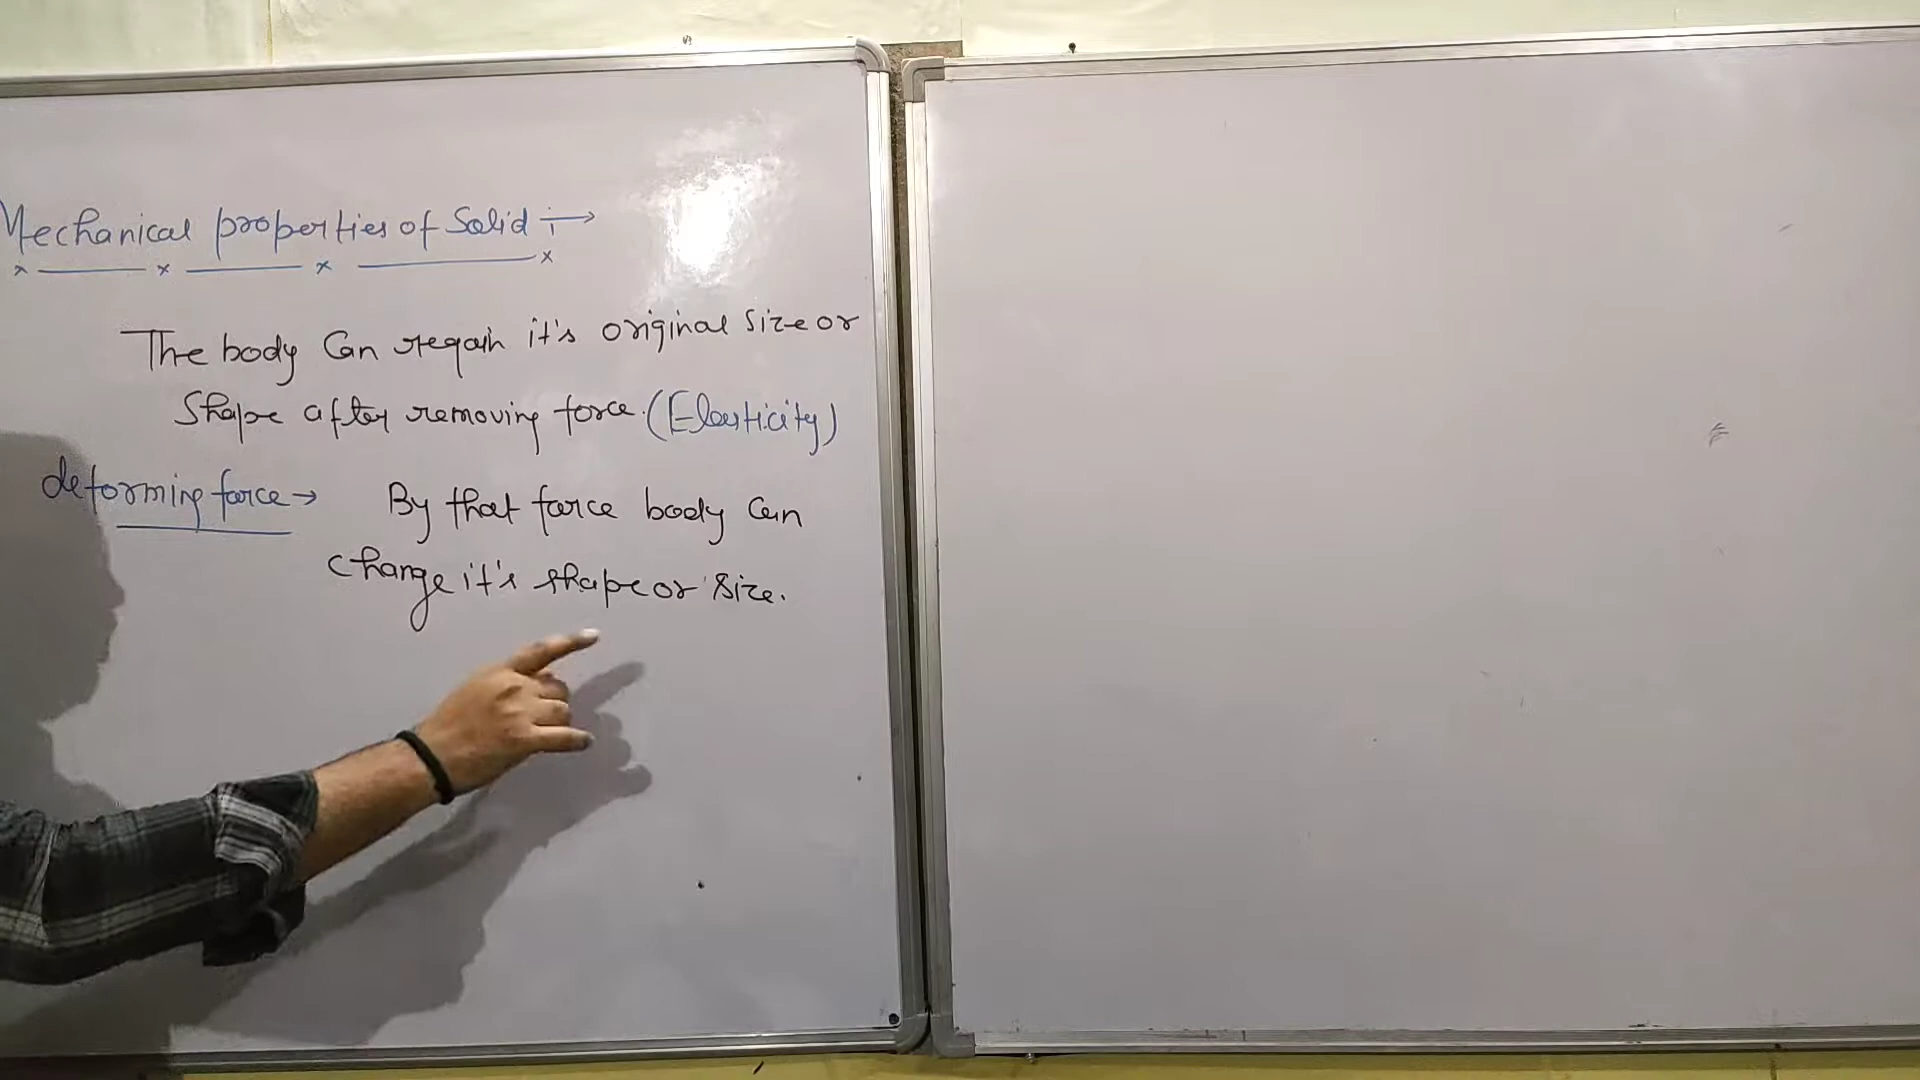 Mechanical properties of Solid :→
The body Can regain it's original Size or
Shape after removing force. (Elasticity)
deforming force → By that force body can
change it's shape or size.